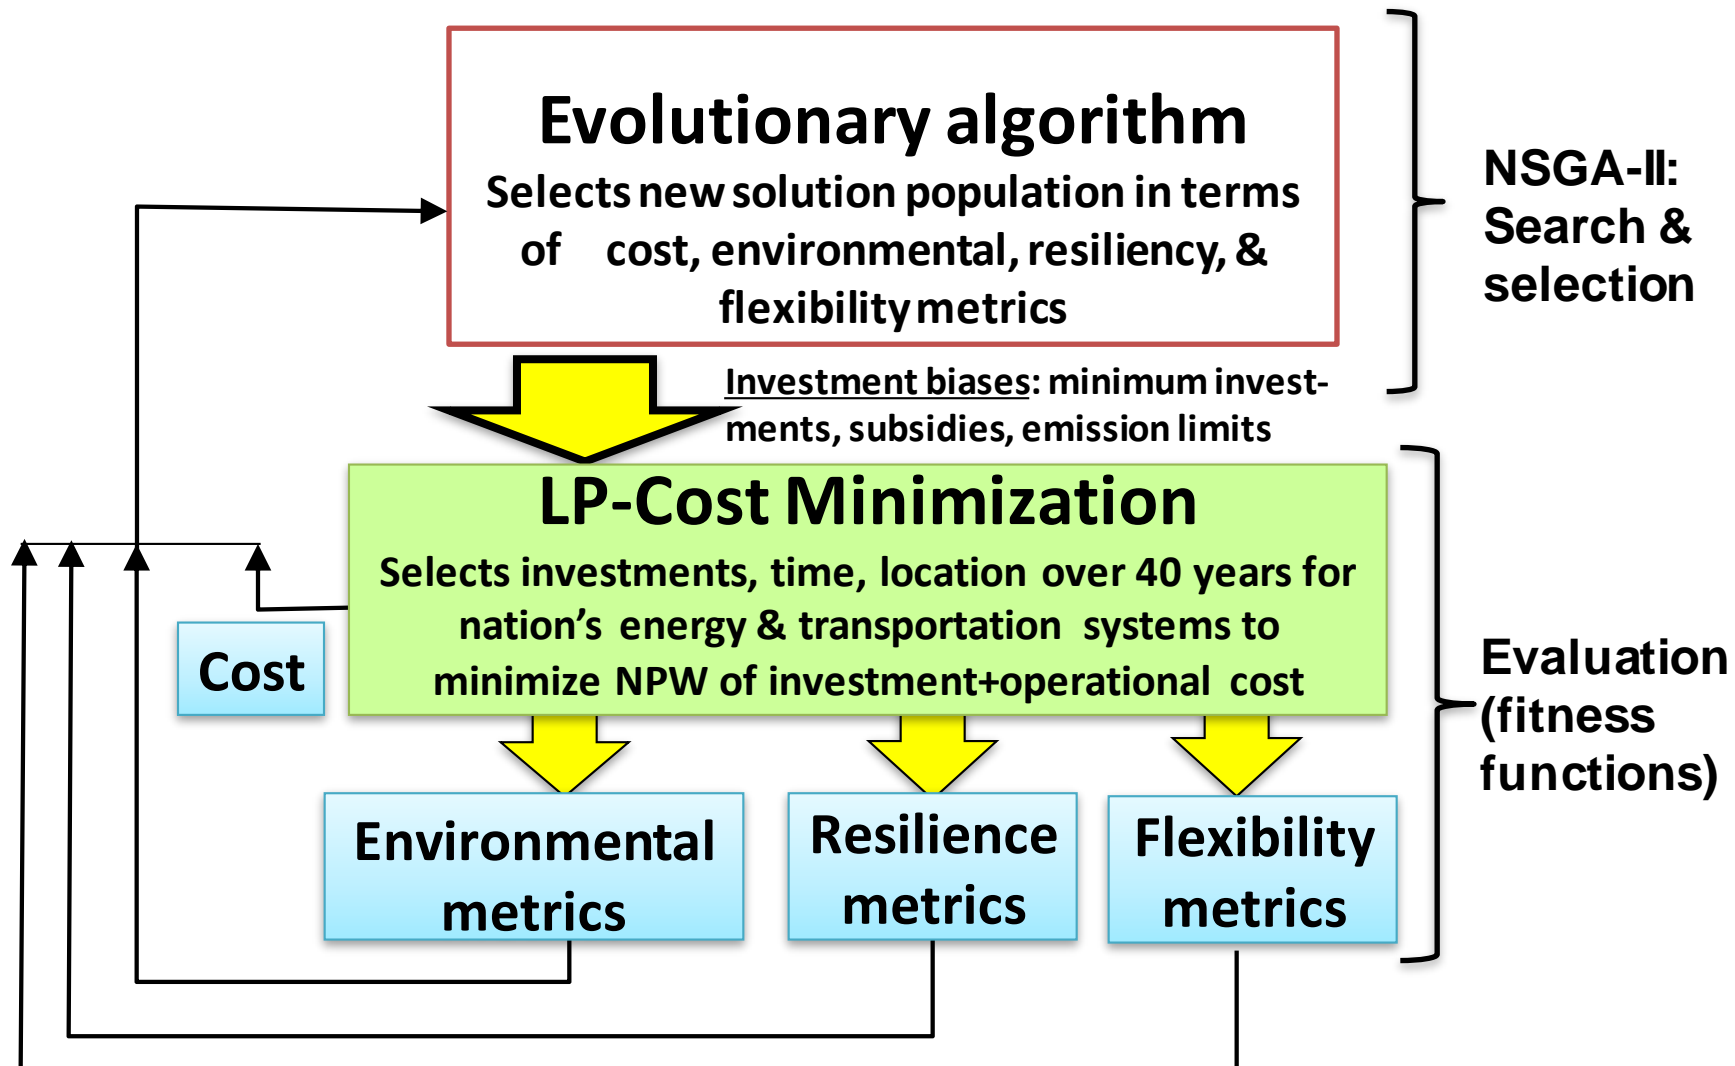 Evolutionary algorithm
Selects new solution population in terms
of cost, environmental, resiliency, &
flexibility metrics
NSGA-II:
Search &
selection
Investment biases: minimum invest-
ments, subsidies, emission limits
LP-Cost Minimization
Selects investments, time, location over 40 years for
nation’s energy & transportation systems to
minimize NPW of investment+operational cost
Cost
Evaluation
(fitness
functions)
Environmental
metrics
Resilience
metrics
Flexibility
metrics